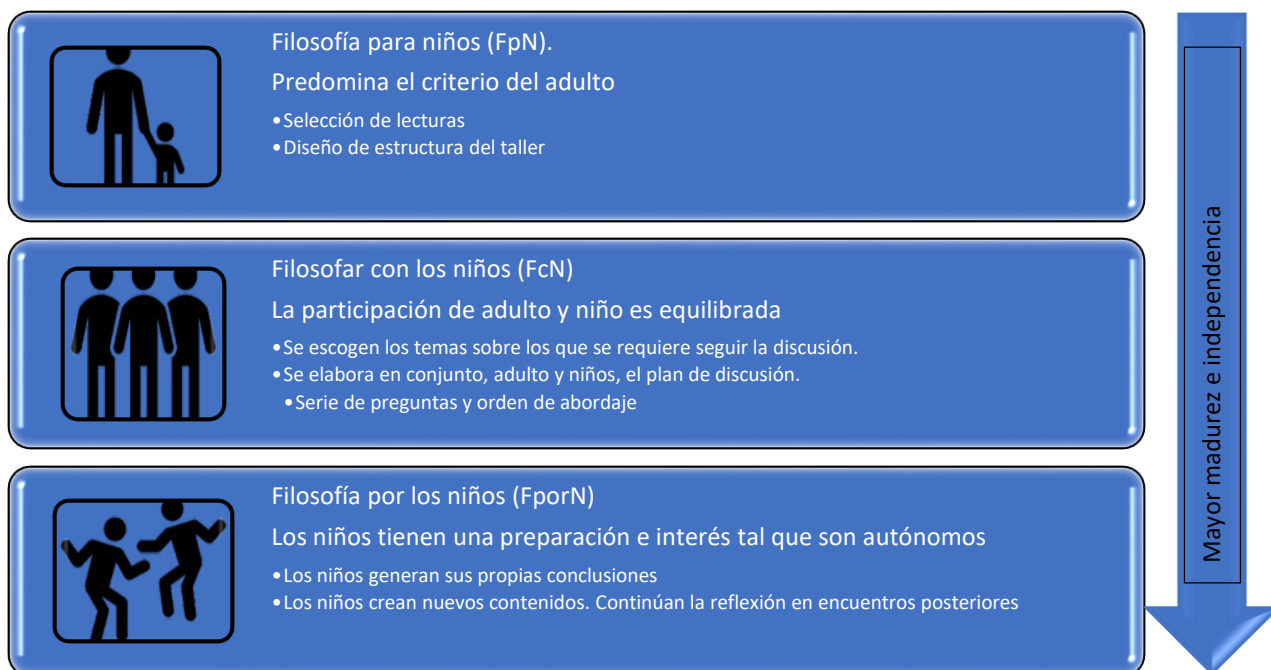 Filosofía para niños (FpN).
Predomina el criterio del adulto
•Selección de lecturas
•Diseño de estructura del taller
Filosofar con los niños (FcN)
La participación de adulto y niño es equilibrada
•Se escogen los temas sobre los que se requiere seguir la discusión.
•Se elabora en conjunto, adulto y niños, el plan de discusión.
•Serie de preguntas y orden de abordaje
Filosofía por los niños (FporN)
Los niños tienen una preparación e interés tal que son autónomos
•Los niños generan sus propias conclusiones
•Los niños crean nuevos contenidos. Continúan la reflexión en encuentros posteriores
Mayor madurez e independencia